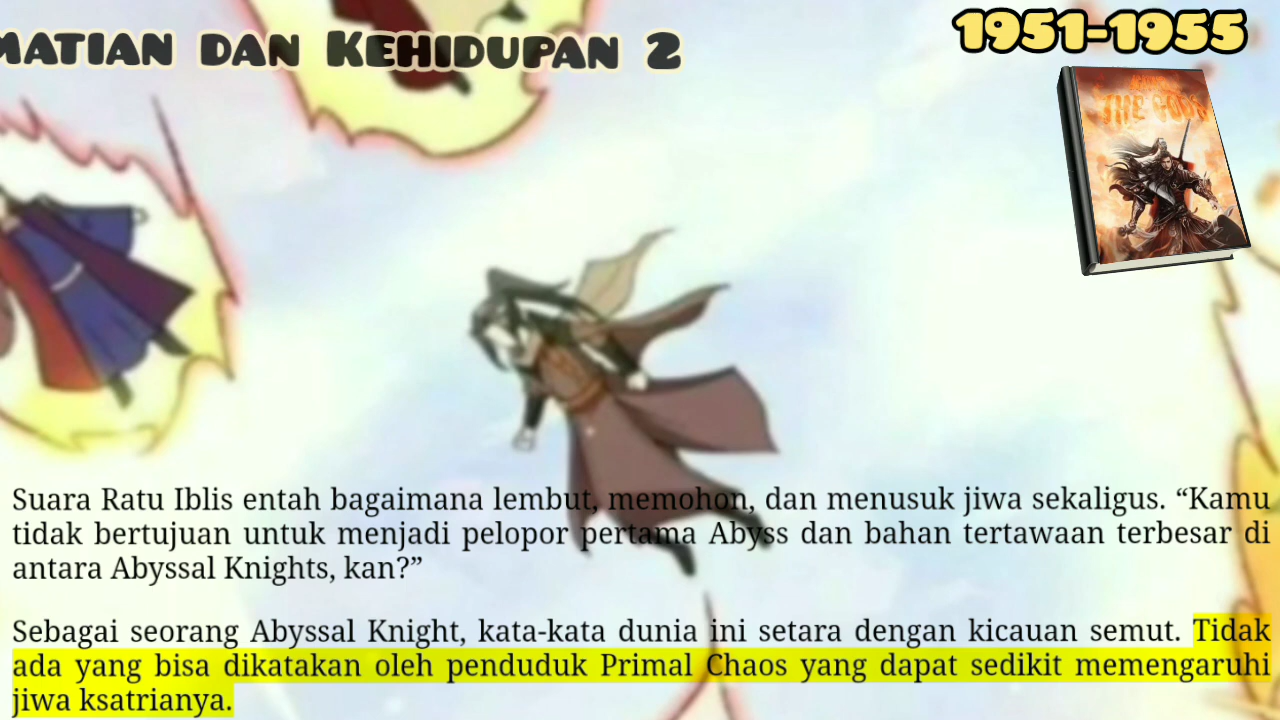 MATIAN DAN KEHIDUPAN 2
1951-1955
AGAINST
THE GODS
Suara Ratu Iblis entah bagaimana lembut, memohon, dan menusuk jiwa sekaligus. “Kamu
tidak bertujuan untuk menjadi pelopor pertama Abyss dan bahan tertawaan terbesar di
antara Abyssal Knights, kan?”
Sebagai seorang Abyssal Knight, kata-kata dunia ini setara dengan kicauan semut. Tidak
ada yang bisa dikatakan oleh penduduk Primal Chaos yang dapat sedikit memengaruhi
jiwa ksatrianya.